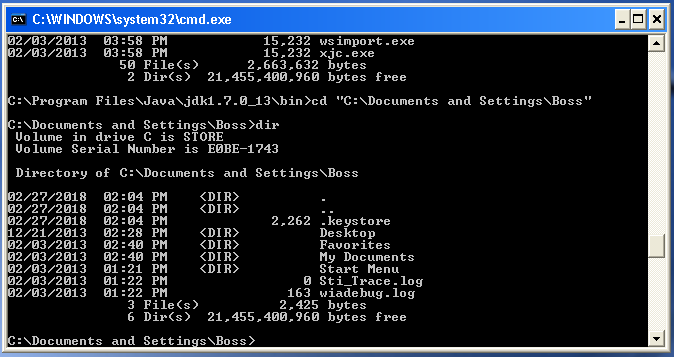 C:\WINDOWS\system32\cmd.exe
02/03/2013  03:58 PM            15,232 wsimport.exe
02/03/2013  03:58 PM            15,232 xjc.exe
              50 File(s)      2,663,632 bytes
               2 Dir(s)  21,455,400,960 bytes free
C:\Program Files\Java\jdk1.7.0_13\bin>cd "C:\Documents and Settings\Boss"
C:\Documents and Settings\Boss>dir
 Volume in drive C is STORE
 Volume Serial Number is E0BE-1743
 Directory of C:\Documents and Settings\Boss
02/27/2018  02:04 PM    <DIR>          .
02/27/2018  02:04 PM    <DIR>          ..
02/27/2018  02:04 PM             2,262 .keystore
12/21/2013  02:28 PM    <DIR>          Desktop
02/03/2013  02:40 PM    <DIR>          Favorites
02/03/2013  02:40 PM    <DIR>          My Documents
02/03/2013  01:21 PM    <DIR>          Start Menu
02/03/2013  01:22 PM                 0 Sti_Trace.log
02/03/2013  01:22 PM               163 wiadebug.log
               3 File(s)          2,425 bytes
               6 Dir(s)  21,455,400,960 bytes free
C:\Documents and Settings\Boss>